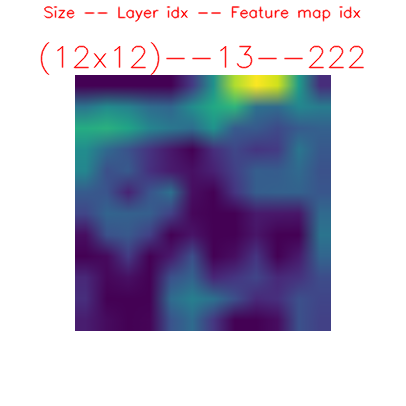 Size -- Layer idx -- Feature map idx
(12x12)--13--222